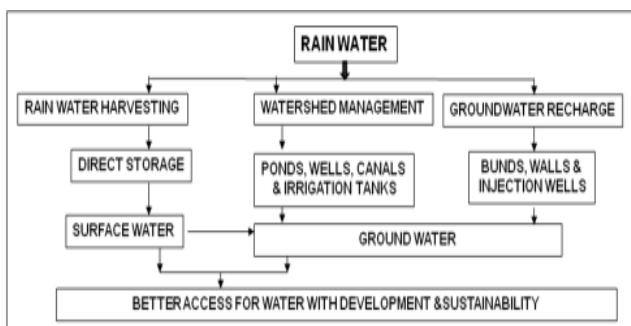 RAIN WATER
RAIN WATER HARVESTING
WATERSHED MANAGEMENT
GROUNDWATER RECHARGE
DIRECT STORAGE
PONDS, WELLS, CANALS
& IRRIGATION TANKS
BUNDS, WALLS &
INJECTION WELLS
SURFACE WATER
GROUND WATER
BETTER ACCESS FOR WATER WITH DEVELOPMENT & SUSTAINABILITY